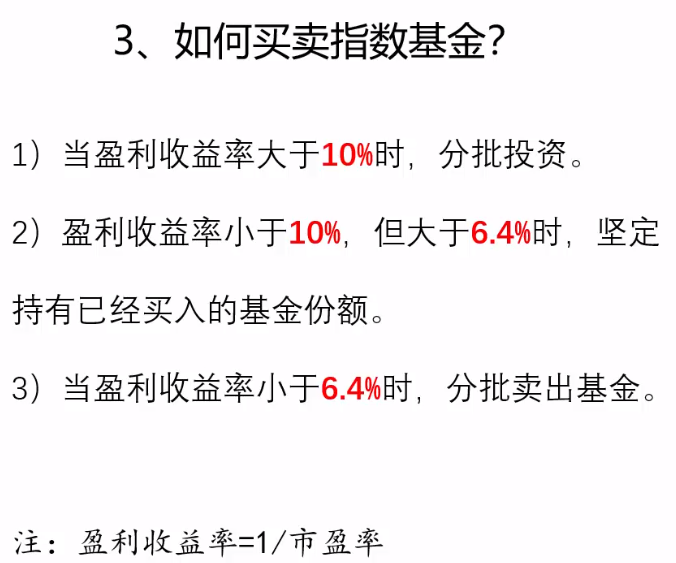 3、如何买卖指数基金?
1）当盈利收益率大于10%时，分批投资。
2）盈利收益率小于10%，但大于6.4%时，坚定
持有已经买入的基金份额。
3）当盈利收益率小于6.4%时，分批卖出基金。
注：盈利收益率=1/市盈率